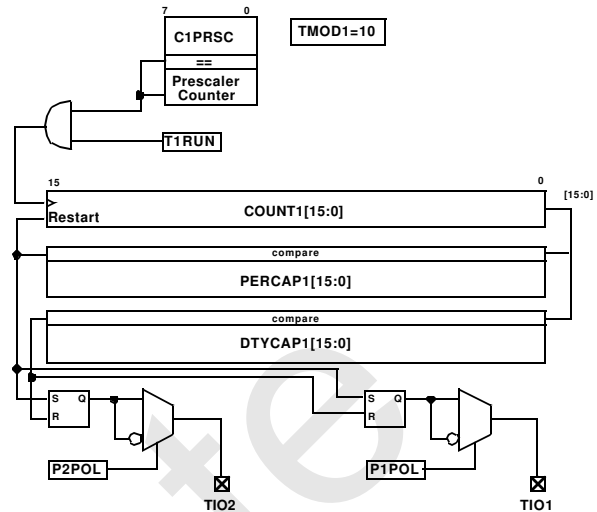 7 0
C1PRSC
TMOD1=10
==
Prescaler
Counter
T1RUN
15 0 [15:0]
Restart
COUNT1[15:0]
compare
PERCAP1[15:0]
compare
DTYCAP1[15:0]
S Q
R
S Q
R
P2POL
P1POL
TIO2
TIO1